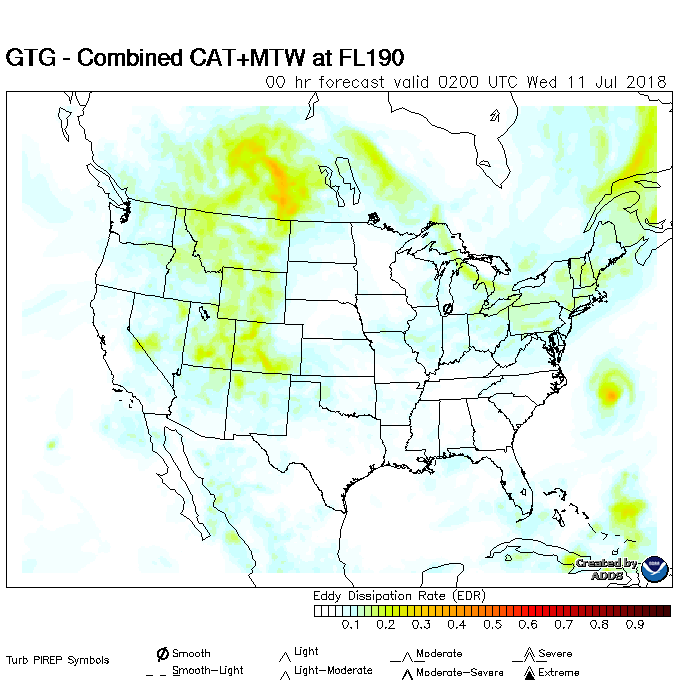 GTG - Combined CAT+MTW at FL190
00 hr forecast valid 0200 UTC Wed 11 Jul 2018
Created by
ADDS
Eddy Dissipation Rate (EDR)
0.1 0.2 0.3 0.4 0.5 0.6 0.7 0.8 0.9
Turb PIREP Symbols
Smooth Light Moderate Severe
Smooth-Light Light-Moderate Moderate-Severe Extreme